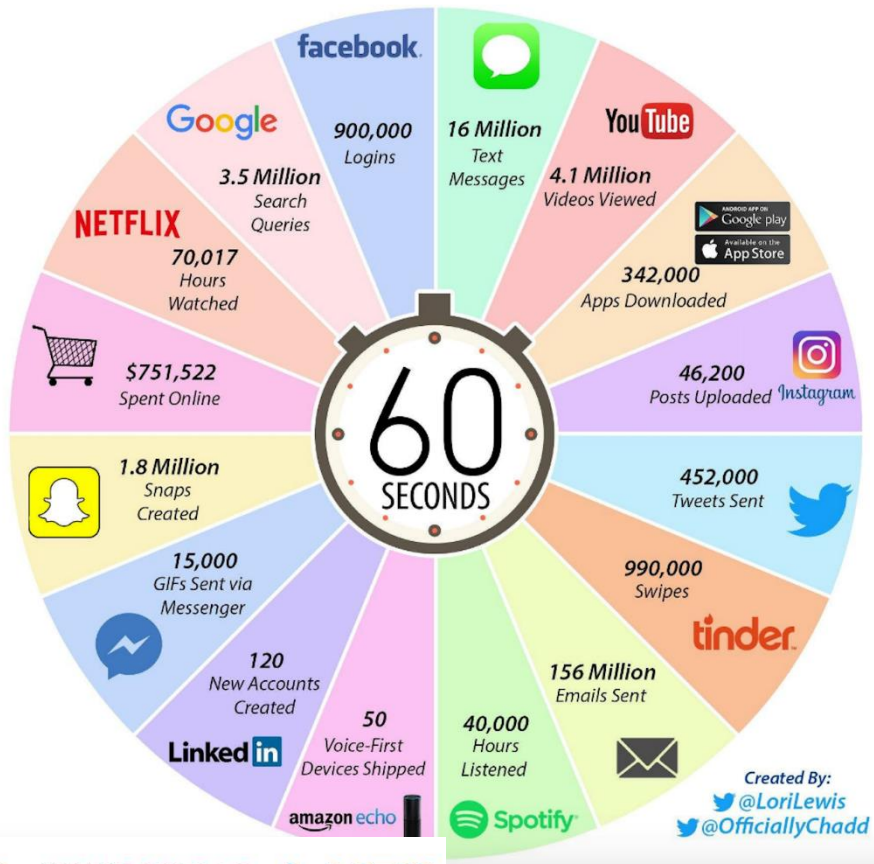 facebook.
900,000
Logins
16 Million
Text
Messages
YouTube
4.1 Million
Videos Viewed
ANDROID APP ON
Google play
Available on the
App Store
342,000
Apps Downloaded
46,200
Posts Uploaded
Instagram
452,000
Tweets Sent
990,000
Swipes
tinder
156 Million
Emails Sent
40,000
Hours
Listened
Spotify
50
Voice-First
Devices Shipped
amazon echo
120
New Accounts
Created
Linked in
15,000
GIFs Sent via
Messenger
1.8 Million
Snaps
Created
$751,522
Spent Online
NETFLIX
70,017
Hours
Watched
Google
3.5 Million
Search
Queries
60
SECONDS
Created By:
@LoriLewis
@OfficiallyChadd